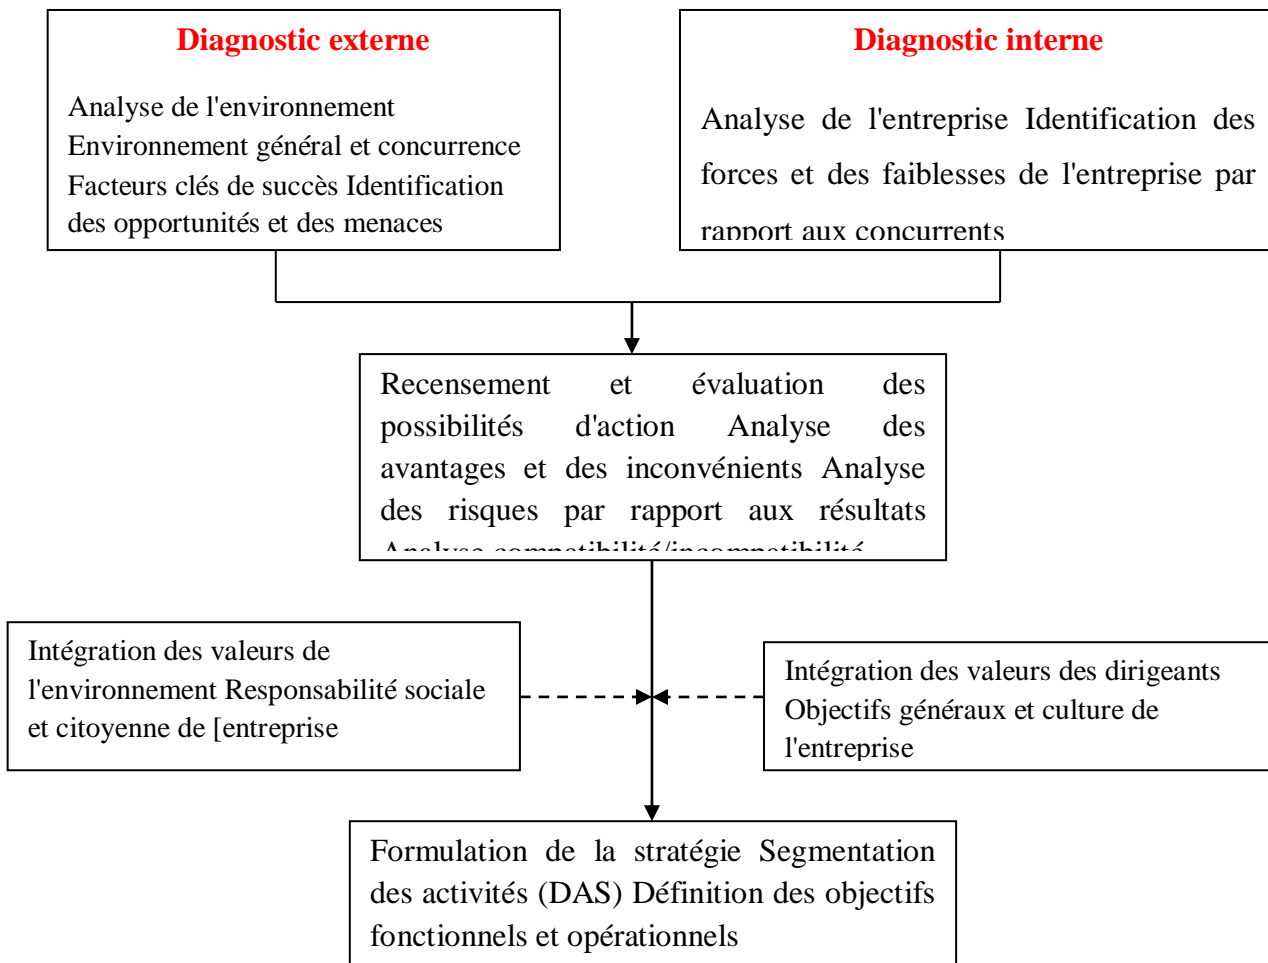 Diagnostic externe
Analyse de l'environnement
Environnement général et concurrence
Facteurs clés de succès Identification
des opportunités et des menaces
Diagnostic interne
Analyse de l'entreprise Identification des
forces et des faiblesses de l'entreprise par
rapport aux concurrents
Recensement et évaluation des
possibilités d'action Analyse des
avantages et des inconvénients Analyse
des risques par rapport aux résultats
Analyse compatibilité/incompatibilité
Intégration des valeurs de
l'environnement Responsabilité sociale
et citoyenne de [entreprise
Intégration des valeurs des dirigeants
Objectifs généraux et culture de
l'entreprise
Formulation de la stratégie Segmentation
des activités (DAS) Définition des objectifs
fonctionnels et opérationnels